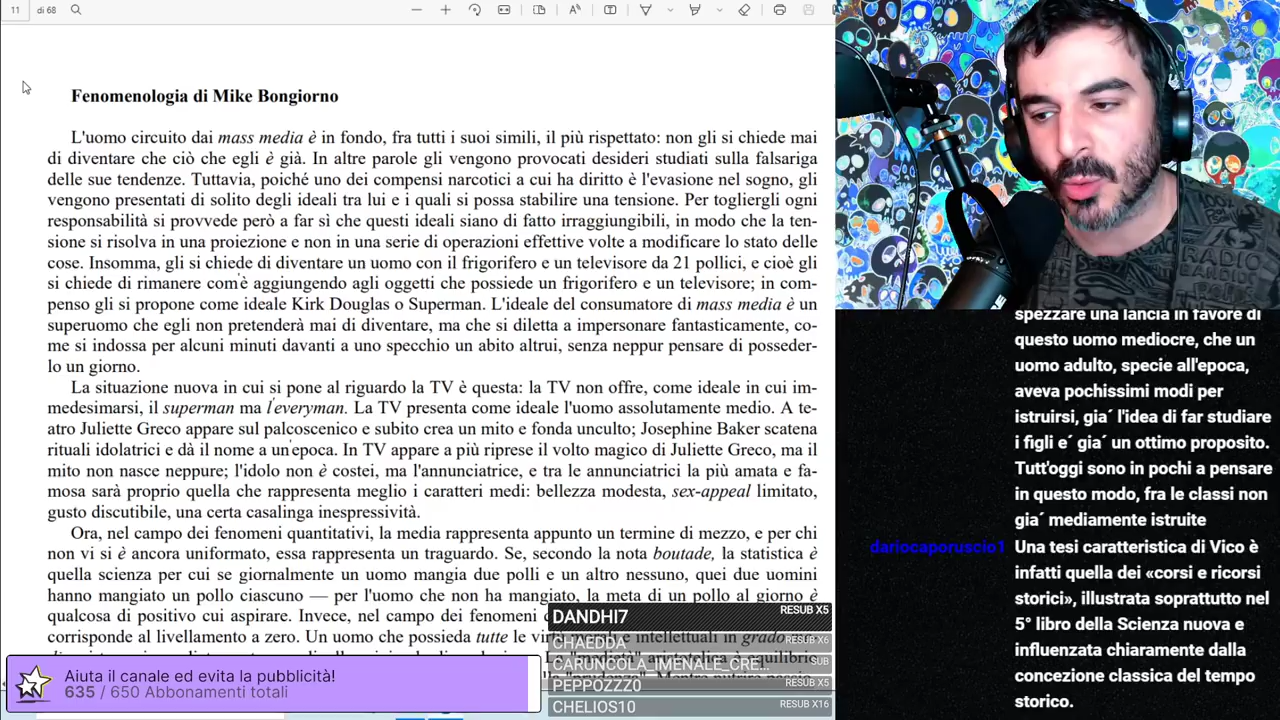 11
di 68
Fenomenologia di Mike Bongiorno
L'uomo circuito dai mass media è in fondo, fra tutti i suoi simili, il più rispettato: non gli si chiede mai
di diventare che ciò che egli è già. In altre parole gli vengono provocati desideri studiati sulla falsariga
delle sue tendenze. Tuttavia, poiché uno dei compensi narcotici a cui ha diritto è l'evasione nel sogno, gli
vengono presentati di solito degli ideali tra lui e i quali si possa stabilire una tensione. Per togliergli ogni
responsabilità si provvede però a far sì che questi ideali siano di fatto irraggiungibili, in modo che la ten-
sione si risolva in una proiezione e non in una serie di operazioni effettive volte a modificare lo stato delle
cose. Insomma, gli si chiede di diventare un uomo con il frigorifero e un televisore da 21 pollici, e cioè gli
si chiede di rimanere com'è aggiungendo agli oggetti che possiede un frigorifero e un televisore; in com-
penso gli si propone come ideale Kirk Douglas o Superman. L'ideale del consumatore di mass media è un
superuomo che egli non pretenderà mai di diventare, ma che si diletta a impersonare fantasticamente, co-
me si indossa per alcuni minuti davanti a uno specchio un abito altrui, senza neppur pensare di posseder-
lo un giorno.
La situazione nuova in cui si pone al riguardo la TV è questa: la TV non offre, come ideale in cui im-
medesimarsi, il superman ma l'everyman. La TV presenta come ideale l'uomo assolutamente medio. A te-
atro Juliette Greco appare sul palcoscenico e subito crea un mito e fonda unculto; Josephine Baker scatena
rituali idolatrici e dà il nome a un'epoca. In TV appare a più riprese il volto magico di Juliette Greco, ma il
mito non nasce neppure; l'idolo non è costei, ma l'annunciatrice, e tra le annunciatrici la più amata e fa-
mosa sarà proprio quella che rappresenta meglio i caratteri medi: bellezza modesta, sex-appeal limitato,
gusto discutibile, una certa casalinga inespressività.
Ora, nel campo dei fenomeni quantitativi, la media rappresenta appunto un termine di mezzo, e per chi
non vi si è ancora uniformato, essa rappresenta un traguardo. Se, secondo la nota boutade, la statistica è
quella scienza per cui se giornalmente un uomo mangia due polli e un altro nessuno, quei due uomini
hanno mangiato un pollo ciascuno — per l'uomo che non ha mangiato, la meta di un pollo al giorno è
qualcosa di positivo cui aspirare. Invece, nel campo dei fenomeni
corrisponde al livellamento a zero. Un uomo che possieda tutte le virtù intellettuali in grado
DANDHI7 RESUB X5
CHAEDDA RESUB X6
CARUNCOLA_IMENALE_CRE... SUB
PEPPOZZZ0 RESUB X5
CHELIOS10 RESUB X16
Aiuta il canale ed evita la pubblicità!
635 / 650 Abbonamenti totali
spezzare una lancia in favore di
questo uomo mediocre, che un
uomo adulto, specie all'epoca,
aveva pochissimi modi per
istruirsi, gia´ l'idea di far studiare
i figli e´ gia´ un ottimo proposito.
Tutt'oggi sono in pochi a pensare
in questo modo, fra le classi non
gia´ mediamente istruite
dariocaporuscio1 Una tesi caratteristica di Vico è
infatti quella dei «corsi e ricorsi
storici», illustrata soprattutto nel
5° libro della Scienza nuova e
influenzata chiaramente dalla
concezione classica del tempo
storico.